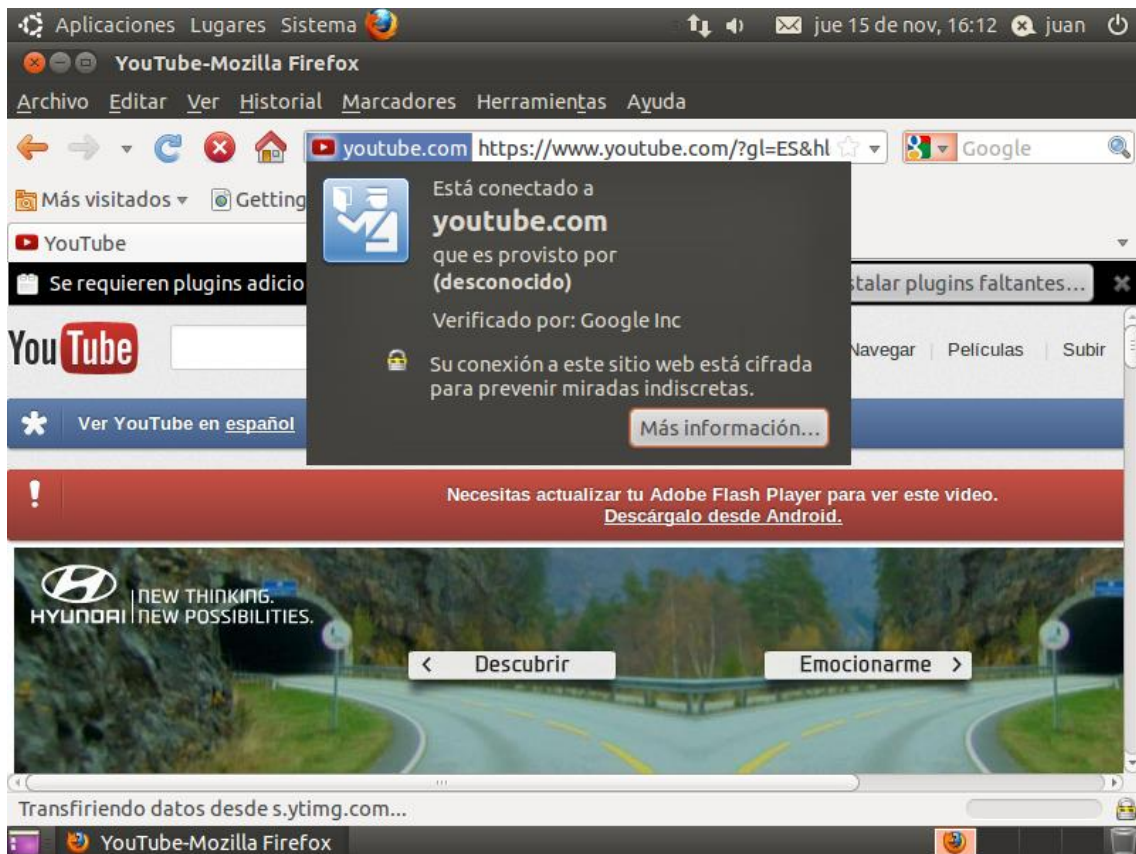 Aplicaciones Lugares Sistema jue 15 de nov, 16:12 juan
YouTube-Mozilla Firefox
Archivo Editar Ver Historial Marcadores Herramientas Ayuda
youtube.com https://www.youtube.com/?gl=ES&hl Google
Más visitados Getting
YouTube
Está conectado a
youtube.com
que es provisto por
(desconocido)
Verificado por: Google Inc
Su conexión a este sitio web está cifrada
para prevenir miradas indiscretas.
Más información...
Se requieren plugins adicio stalar plugins faltantes...
YouTube Navegar Películas Subir
Ver YouTube en español
Necesitas actualizar tu Adobe Flash Player para ver este video.
Descárgalo desde Android.
HYUNDAI NEW THINKING.
NEW POSSIBILITIES.
Descubrir Emocionarme
Transfiriendo datos desde s.ytimg.com...
YouTube-Mozilla Firefox